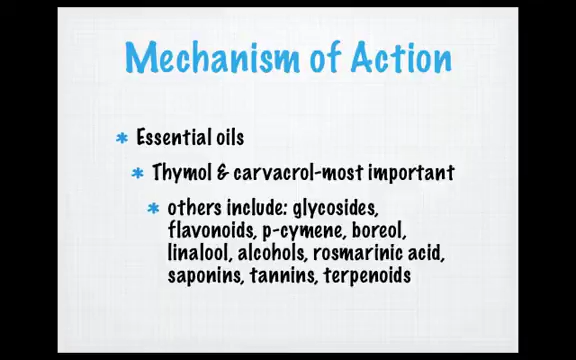 Mechanism of Action
* Essential oils
* Thymol & carvacrol-most important
* others include: glycosides,
flavonoids, p-cymene, boreol,
linalool, alcohols, rosmarinic acid,
saponins, tannins, terpenoids